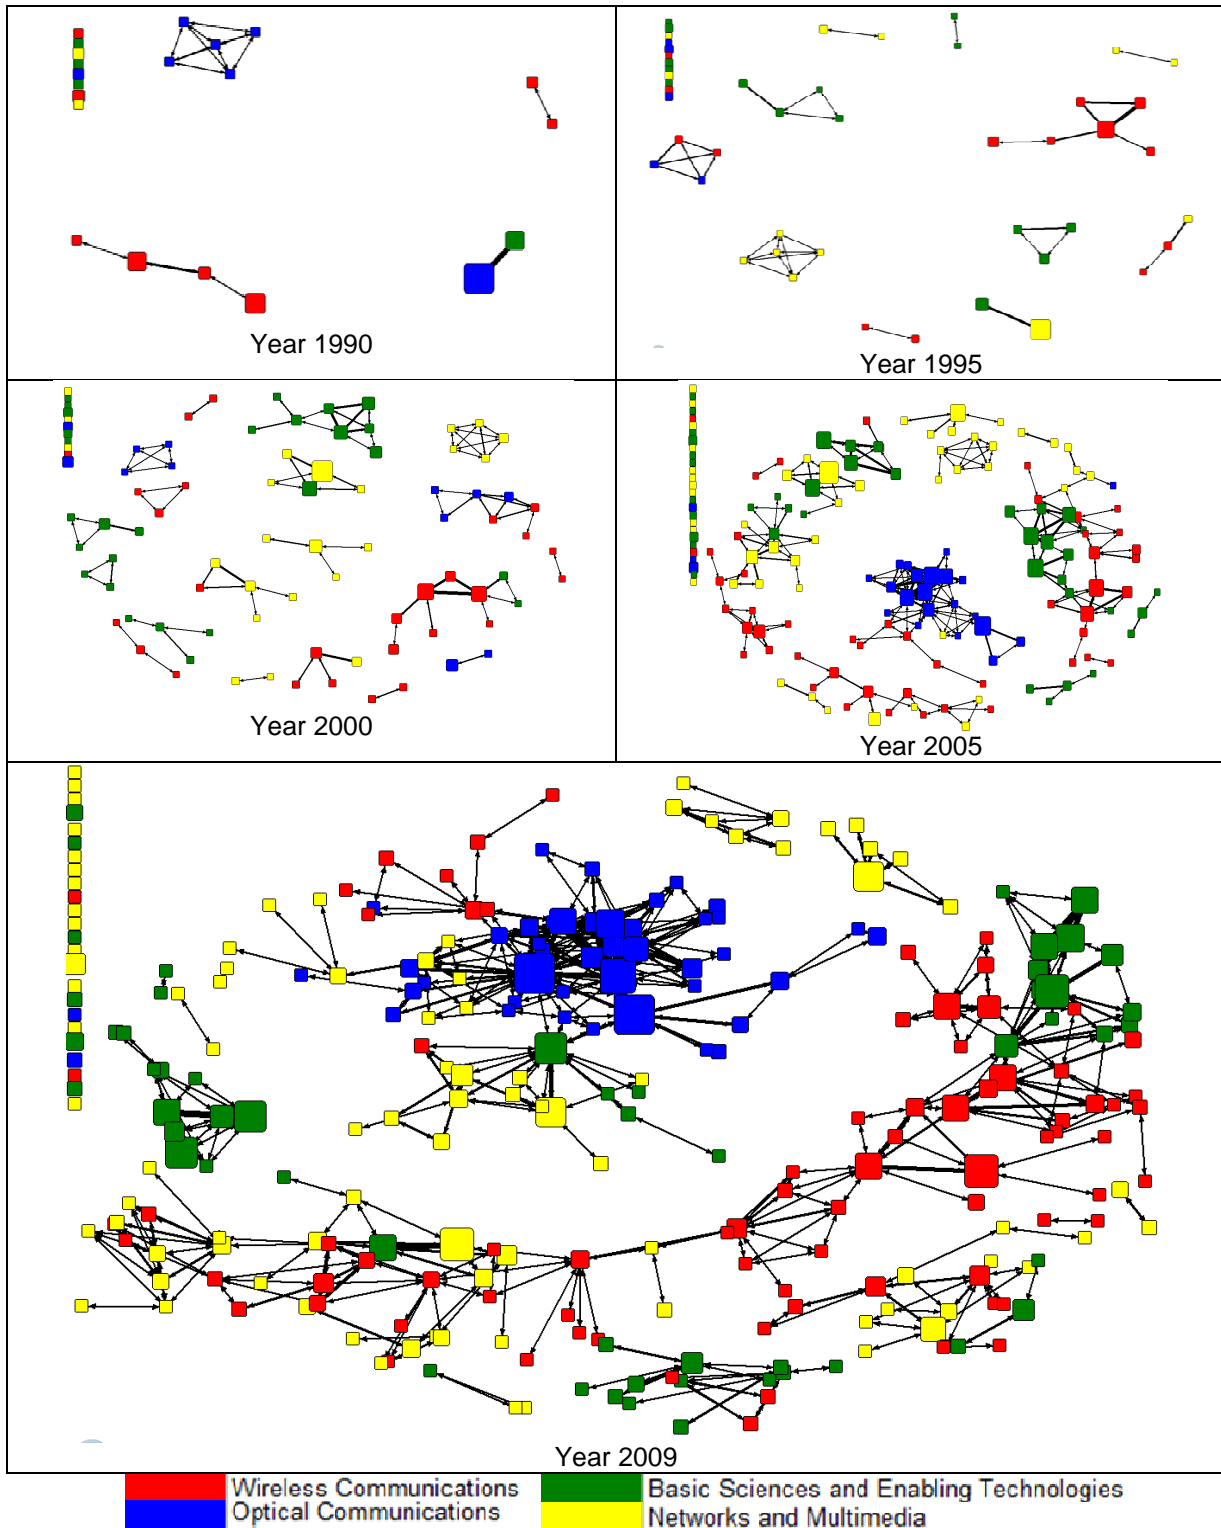 Year 1990
Year 1995
Year 2000
Year 2005
Year 2009
Wireless Communications
Basic Sciences and Enabling Technologies
Optical Communications
Networks and Multimedia